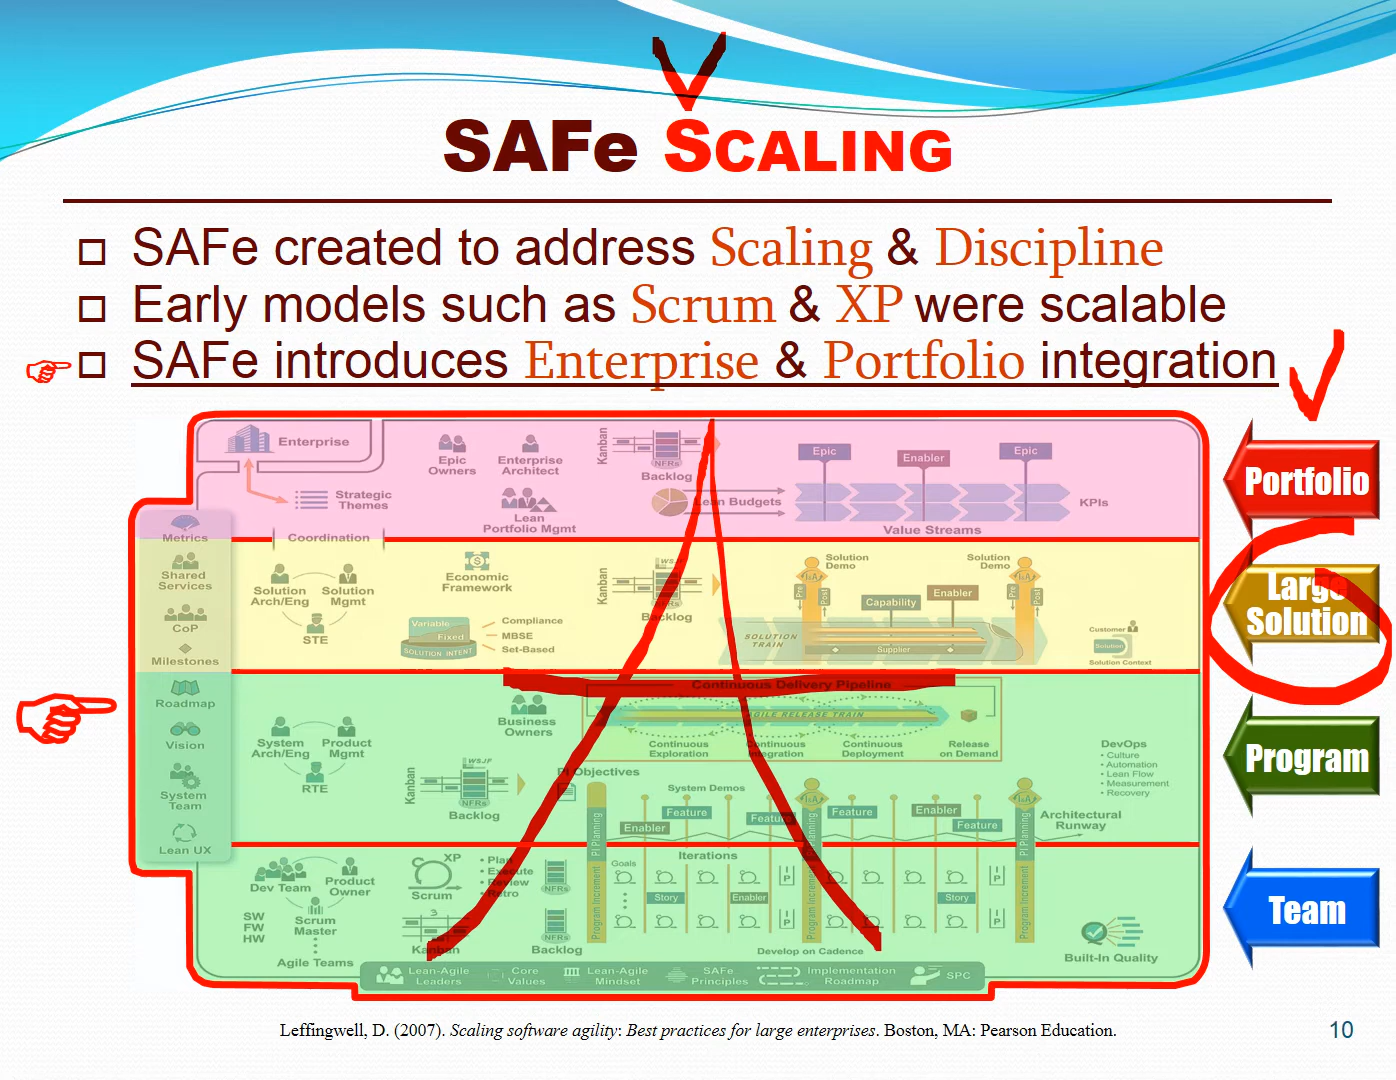 SAFe SCALING
SAFe created to address Scaling & Discipline
Early models such as Scrum & XP were scalable
SAFe introduces Enterprise & Portfolio integration
Enterprise
Strategic
Themes
Epic
Owners
Enterprise
Architect
Lean
Portfolio Mgmt
Kanban
NFRs
Backlog
Lean Budgets
Epic
Enabler
Epic
KPIs
Value Streams
Coordination
Portfolio
Metrics
Shared
Services
CoP
Milestones
Roadmap
Vision
System
Team
Lean UX
Solution
Arch/Eng
Solution
Mgmt
STE
Economic
Framework
Variable
Fixed
SOLUTION INTENT
Compliance
MBSE
Set-Based
Kanban
WSJF
NFRs
Backlog
Solution
Demo
Solution
Demo
I&A
I&A
Pre
Post
Pre
Post
Capability
Enabler
SOLUTION
TRAIN
Supplier
Customer
Solution
Solution Context
Large
Solution
System
Arch/Eng
Product
Mgmt
RTE
Business
Owners
Continuous Delivery Pipeline
AGILE RELEASE TRAIN
Continuous
Exploration
Continuous
Integration
Continuous
Deployment
Release
on Demand
DevOps
• Culture
• Automation
• Lean Flow
• Measurement
• Recovery
Kanban
WSJF
NFRs
Backlog
PI Objectives
System Demos
Enabler
Feature
Feature
Feature
Enabler
Feature
PI Planning
I&A
PI Planning
I&A
PI Planning
Architectural
Runway
Program
Dev Team
Product
Owner
Scrum
Master
SW
FW
HW
Agile Teams
XP
Scrum
• Plan
• Execute
• Review
• Retro
3
Kanban
NFRs
NFRs
Backlog
Iterations
Goals
Story
Enabler
Story
I P
I P
I P
I P
Program Increment
Program Increment
Program Increment
Develop on Cadence
Built-In Quality
Team
Lean-Agile
Leaders
Core
Values
Lean-Agile
Mindset
SAFe
Principles
Implementation
Roadmap
SPC
Leffingwell, D. (2007). Scaling software agility: Best practices for large enterprises. Boston, MA: Pearson Education.
10